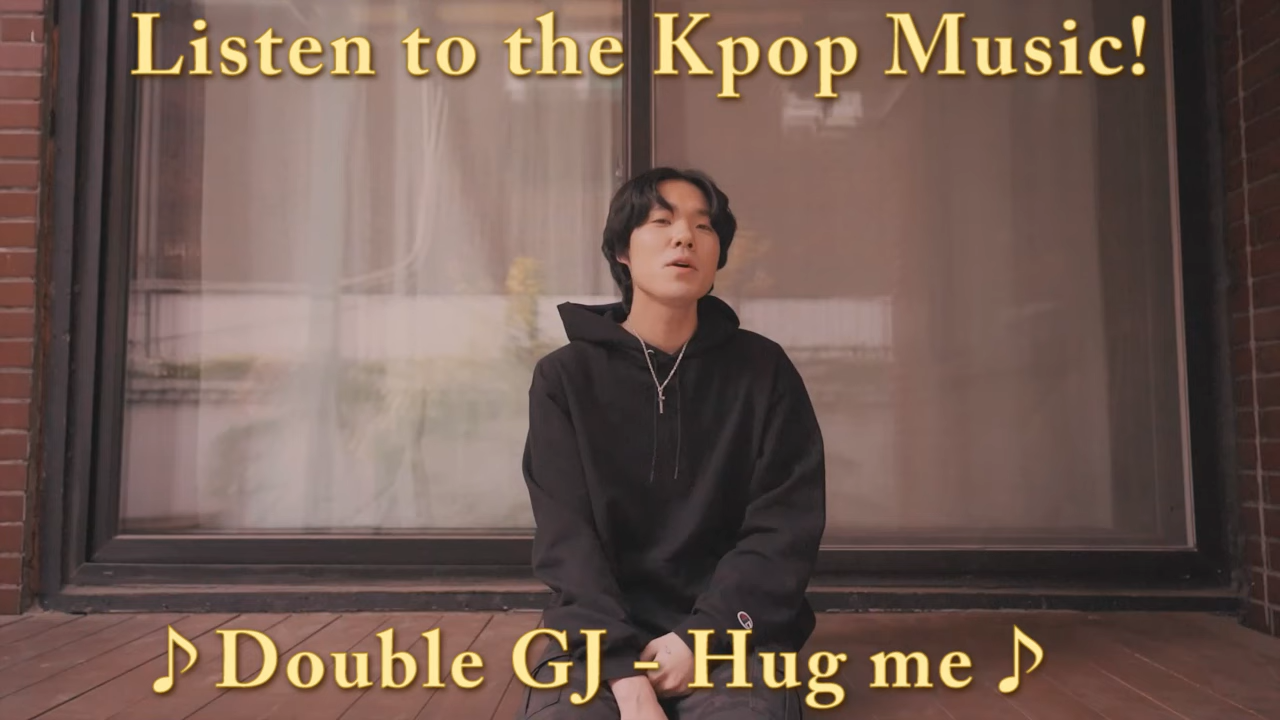 Listen to the Kpop Music!
♪Double GJ - Hug me ♪